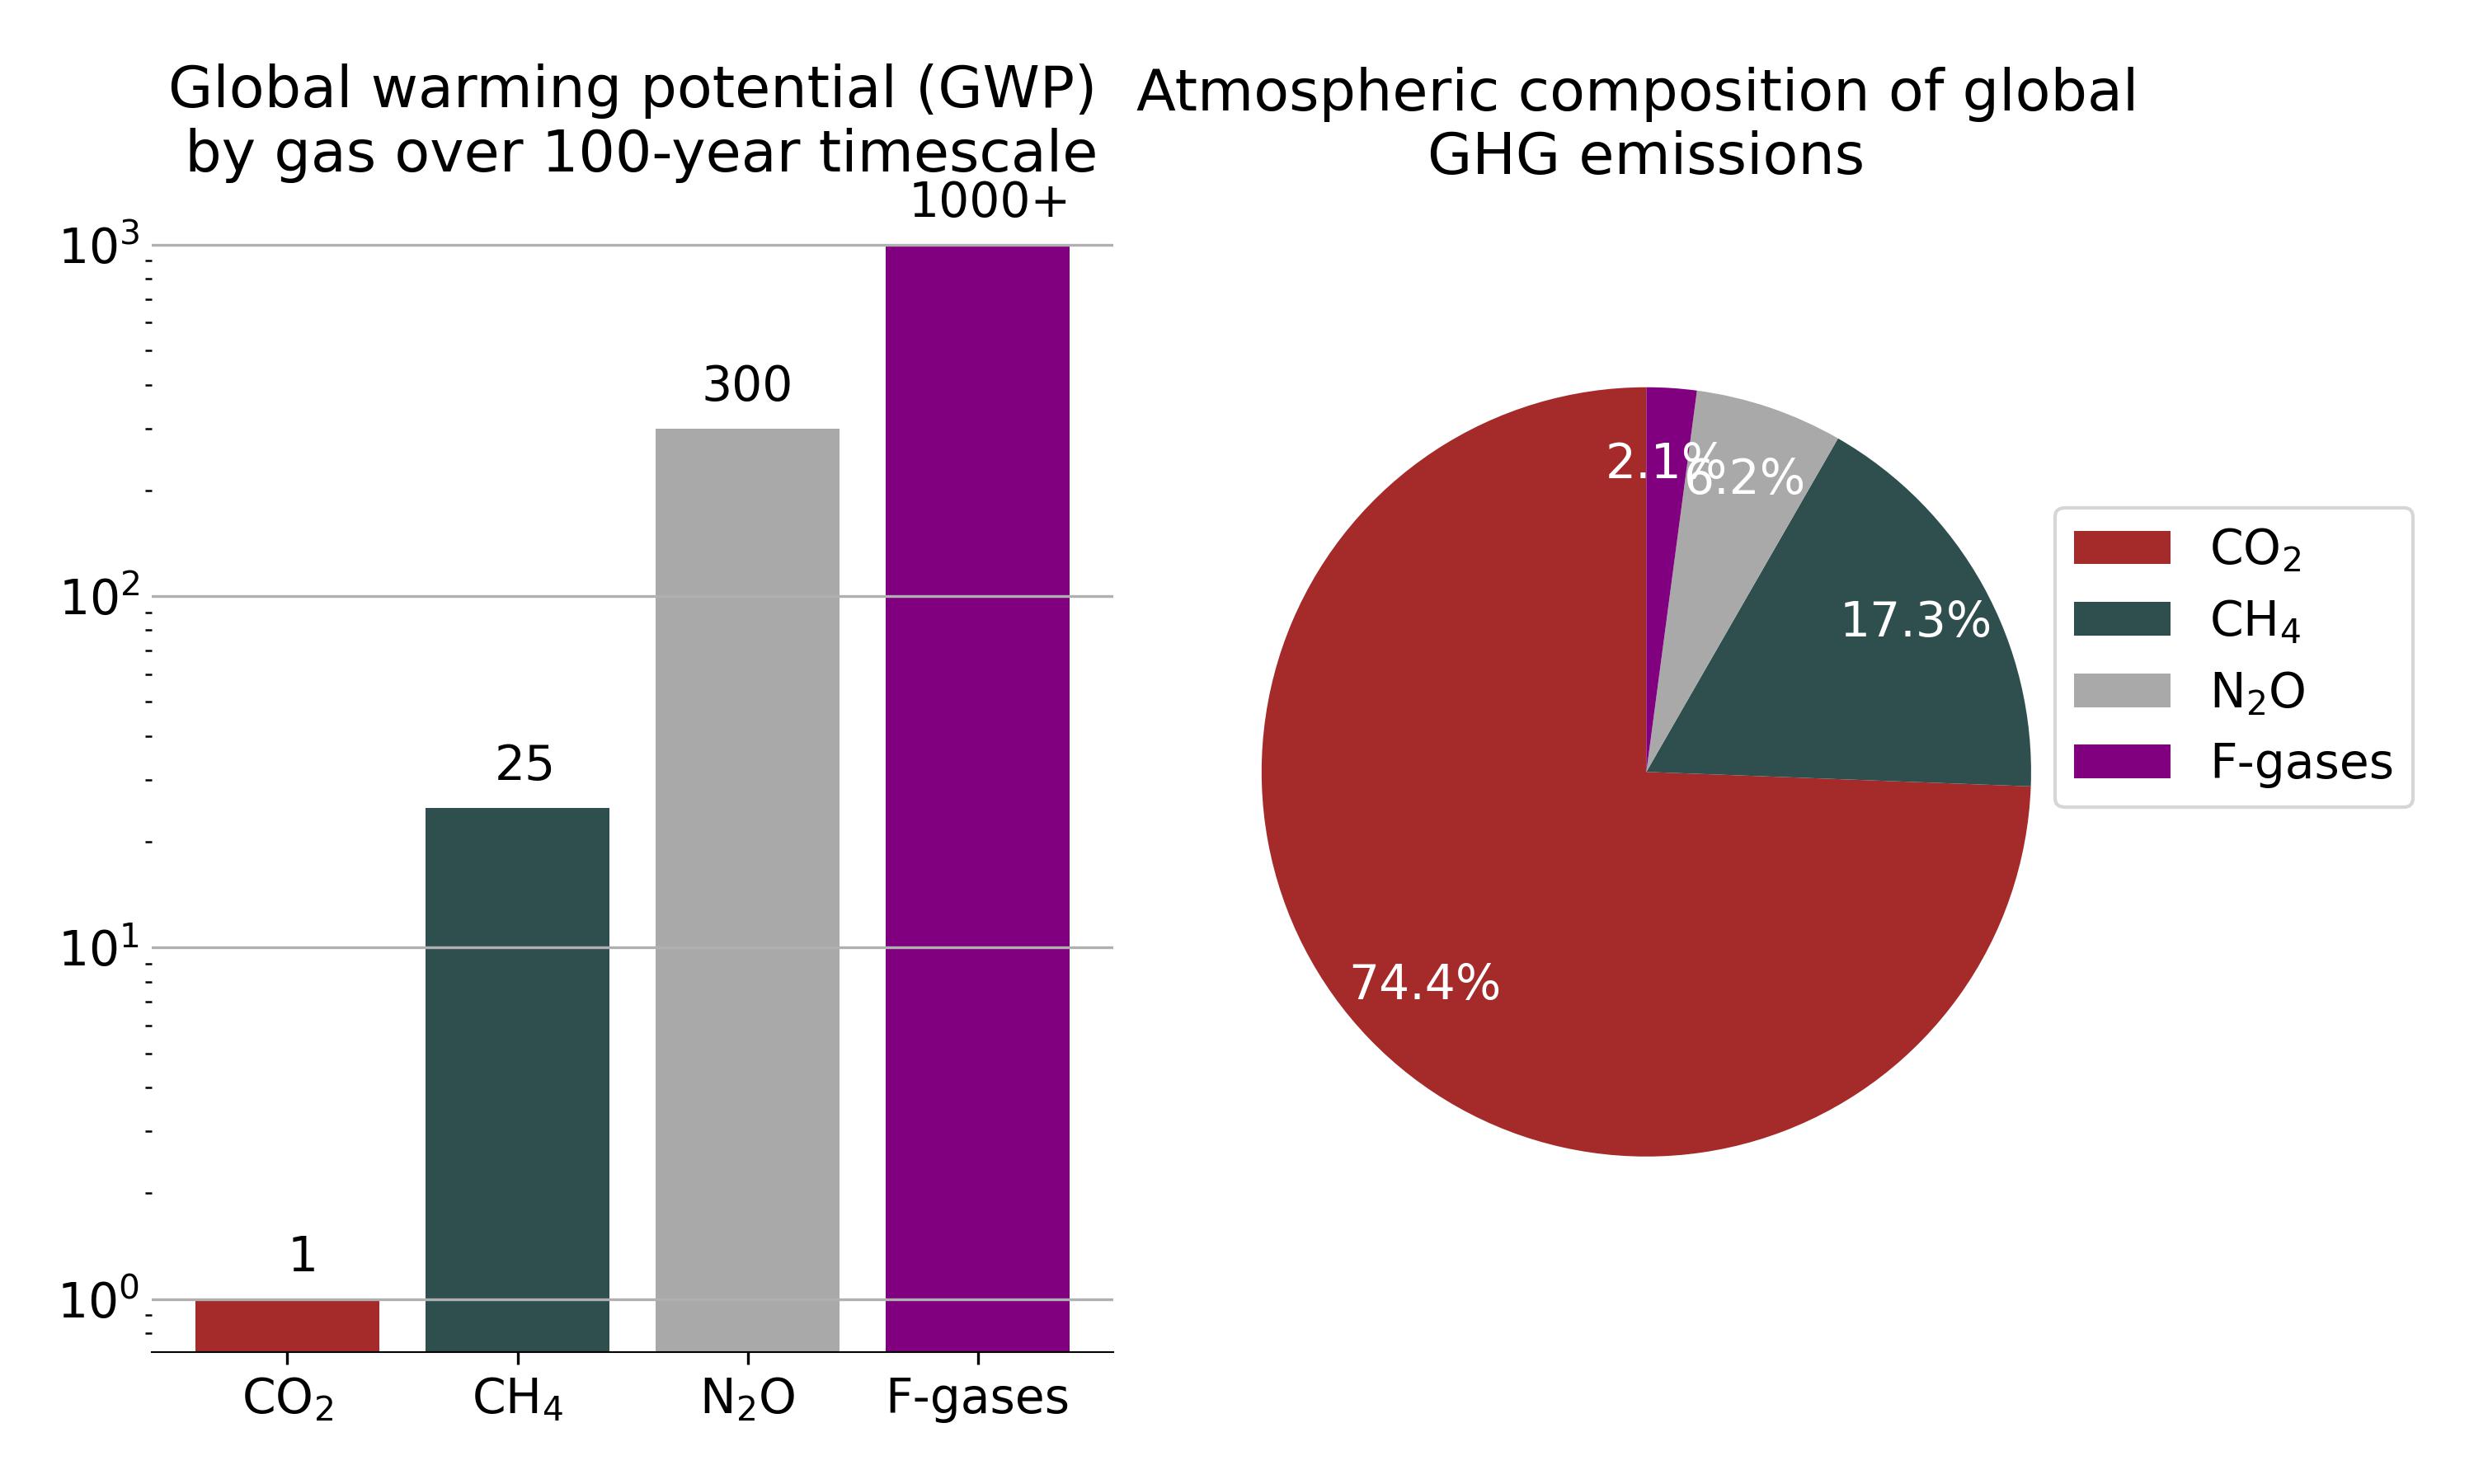 Global warming potential (GWP)
by gas over 100-year timescale
1000+
10³
300
10²
25
10¹
1
10⁰
CO₂
CH₄
N₂O
F-gases
Atmospheric composition of global
GHG emissions
2.1%
6.2%
17.3%
74.4%
CO₂
CH₄
N₂O
F-gases